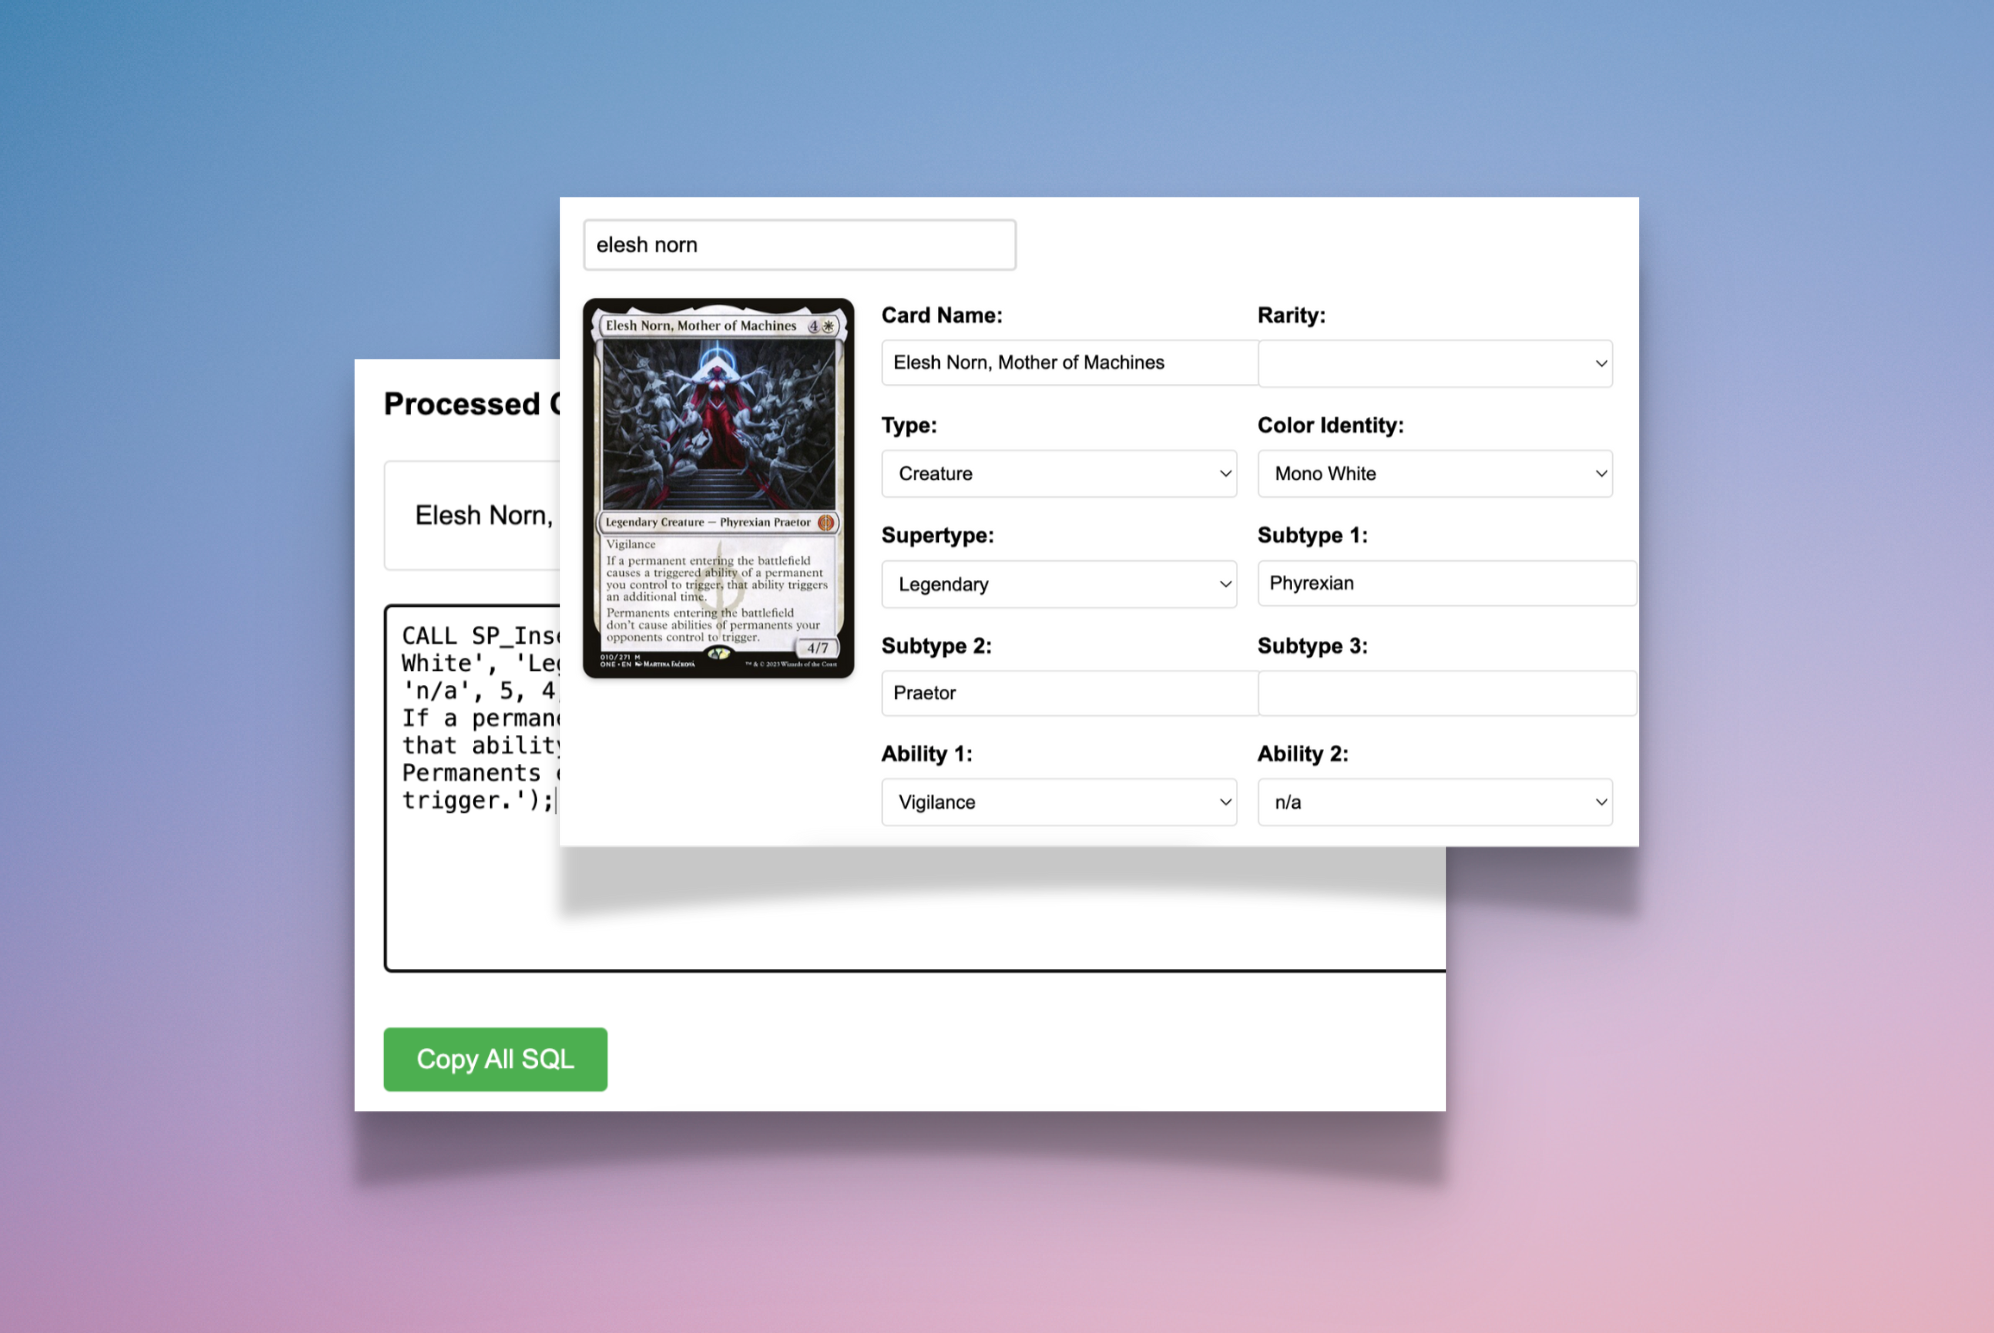 elesh norn
Elesh Norn, Mother of Machines 4
Legendary Creature — Phyrexian Praetor
Vigilance
If a permanent entering the battlefield
causes a triggered ability of a permanent
you control to trigger, that ability triggers
an additional time.
Permanents entering the battlefield
don't cause abilities of permanents your
opponents control to trigger.
4/7
010/271 M
ONE • EN MARTINA FAČKOVÁ
™ & © 2023 Wizards of the Coast
Card Name:
Rarity:
Elesh Norn, Mother of Machines
Type:
Color Identity:
Creature
Mono White
Supertype:
Subtype 1:
Legendary
Phyrexian
Subtype 2:
Subtype 3:
Praetor
Ability 1:
Ability 2:
Vigilance
n/a
Processed
Elesh Norn,
CALL SP_Ins
White', 'Le
'n/a', 5, 4
If a perman
that ability
Permanents
trigger.');
Copy All SQL